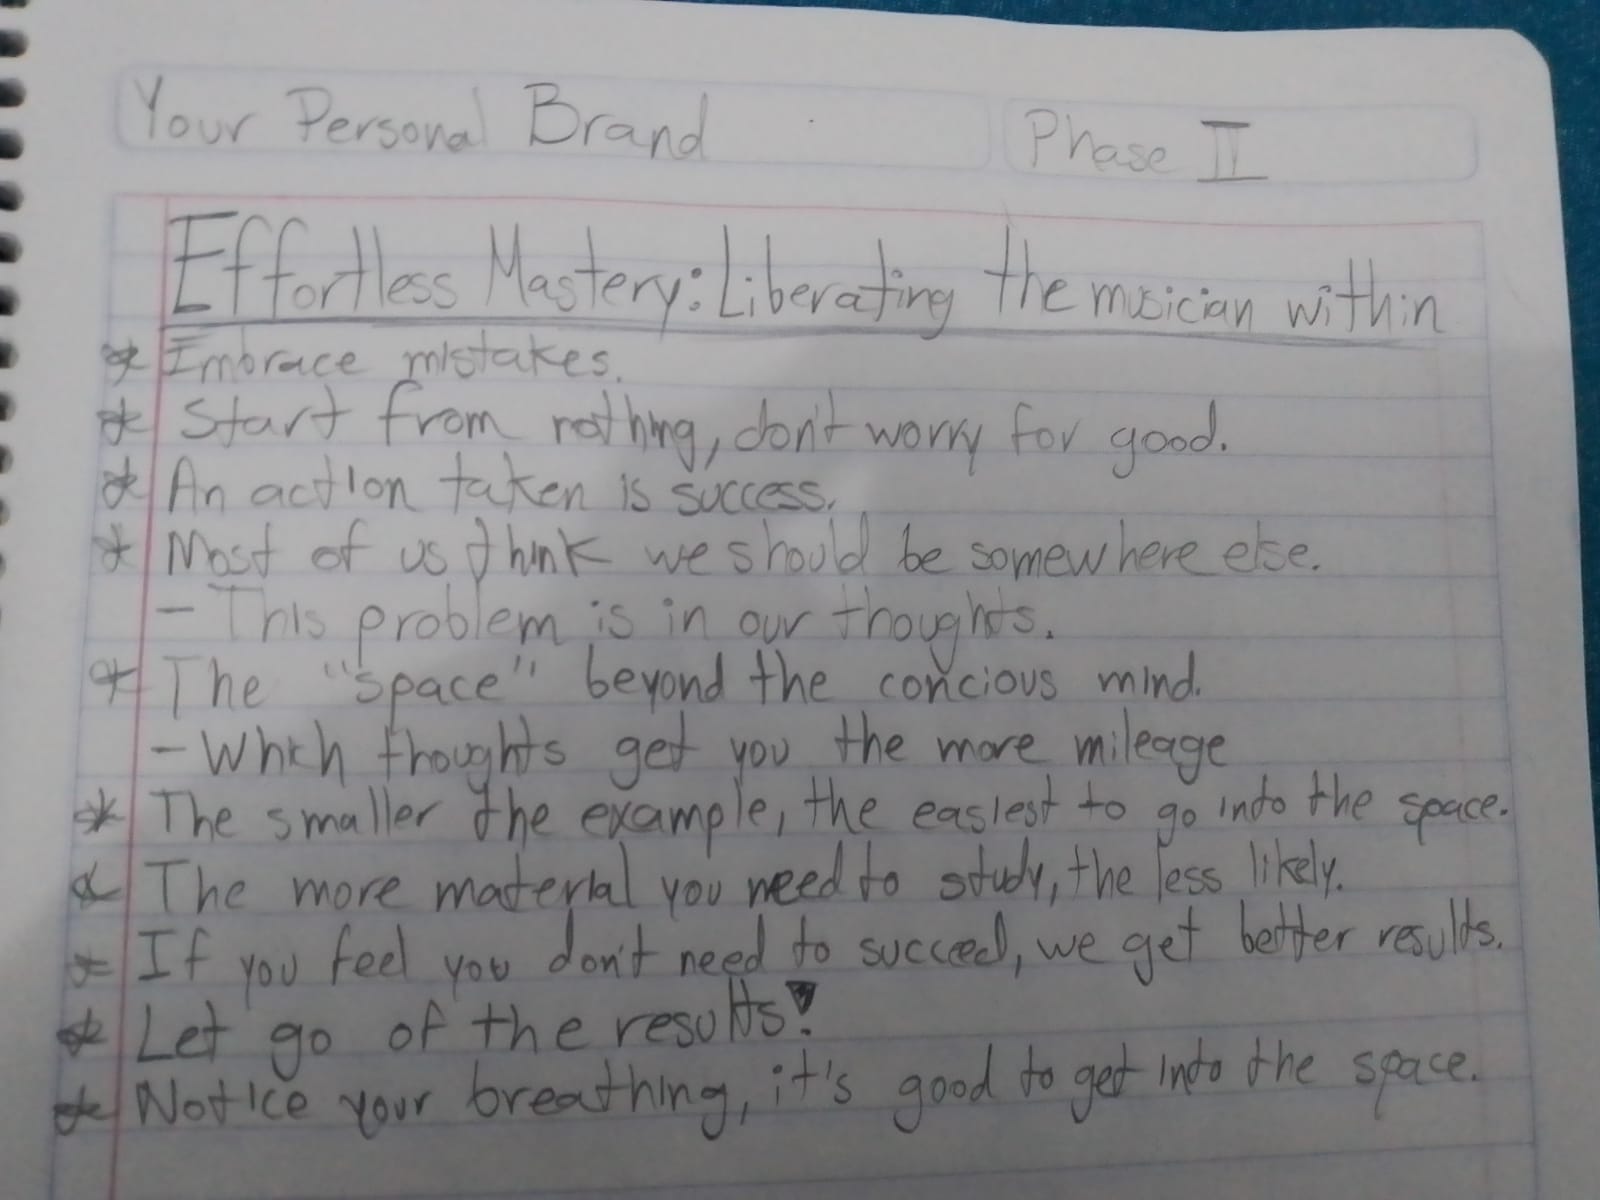 Your Personal Brand
Phase II
Effortless Mastery: Liberating the musician within
* Embrace mistakes.
* Start from nothing, don't worry for good.
* An action taken is success.
* Most of us think we should be somewhere else.
- This problem is in our thoughts.
* The "space" beyond the concious mind.
- Which thoughts get you the more mileage
* The smaller the example, the easiest to go into the space.
* The more material you need to study, the less likely.
* If you feel you don't need to succeed, we get better results.
* Let go of the results!
* Notice your breathing, it's good to get into the space.